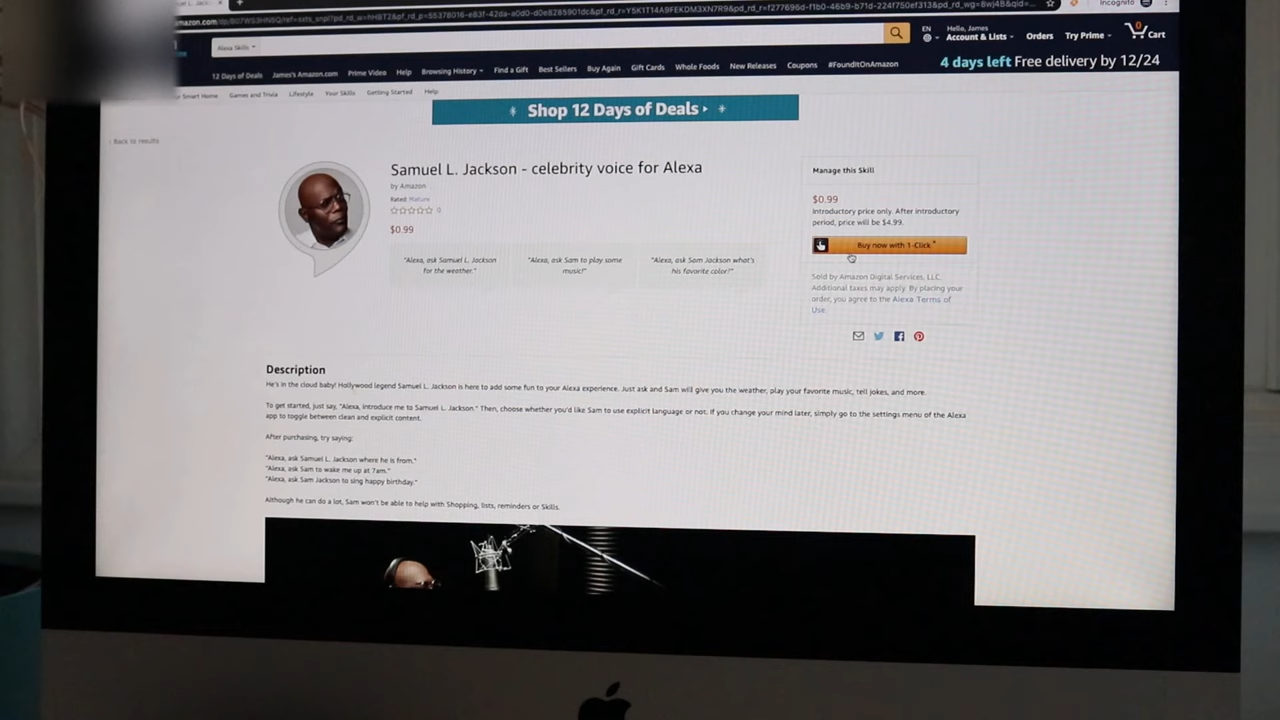 Incognito
Alexa Skills
EN
Hello, James
Account & Lists
Orders
Try Prime
0
Cart
12 Days of Deals
James's Amazon.com
Prime Video
Help
Browsing History
Find a Gift
Best Sellers
Buy Again
Gift Cards
Whole Foods
New Releases
Coupons
#FoundItOnAmazon
4 days left Free delivery by 12/24
Smart Home
Games and Trivia
Lifestyle
Your Skills
Getting Started
Help
Shop 12 Days of Deals
Back to results
Samuel L. Jackson - celebrity voice for Alexa
by Amazon
Rated: Mature
0
$0.99
"Alexa, ask Samuel L. Jackson
for the weather."
"Alexa, ask Sam to play some
music!"
"Alexa, ask Sam Jackson what's
his favorite color!"
Manage this Skill
$0.99
Introductory price only. After introductory
period, price will be $4.99.
Buy now with 1-Click
Sold by Amazon Digital Services, LLC.
Additional taxes may apply. By placing your
order, you agree to the Alexa Terms of
Use.
Description
He's in the cloud baby! Hollywood legend Samuel L. Jackson is here to add some fun to your Alexa experience. Just ask and Sam will give you the weather, play your favorite music, tell jokes, and more.
To get started, just say, "Alexa, introduce me to Samuel L. Jackson." Then, choose whether you'd like Sam to use explicit language or not. If you change your mind later, simply go to the settings menu of the Alexa
app to toggle between clean and explicit content.
After purchasing, try saying:
"Alexa, ask Samuel L. Jackson where he is from."
"Alexa, ask Sam to wake me up at 7am."
"Alexa, ask Sam Jackson to sing happy birthday."
Although he can do a lot, Sam won't be able to help with Shopping, lists, reminders or Skills.